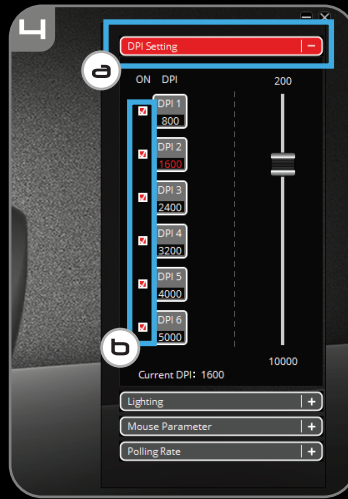 4
DPI Setting −
a
ON DPI 200
DPI 1
800
DPI 2
1600
DPI 3
2400
DPI 4
3200
DPI 5
4000
DPI 6
5000
b
10000
Current DPI: 1600
Lighting +
Mouse Parameter +
Polling Rate +